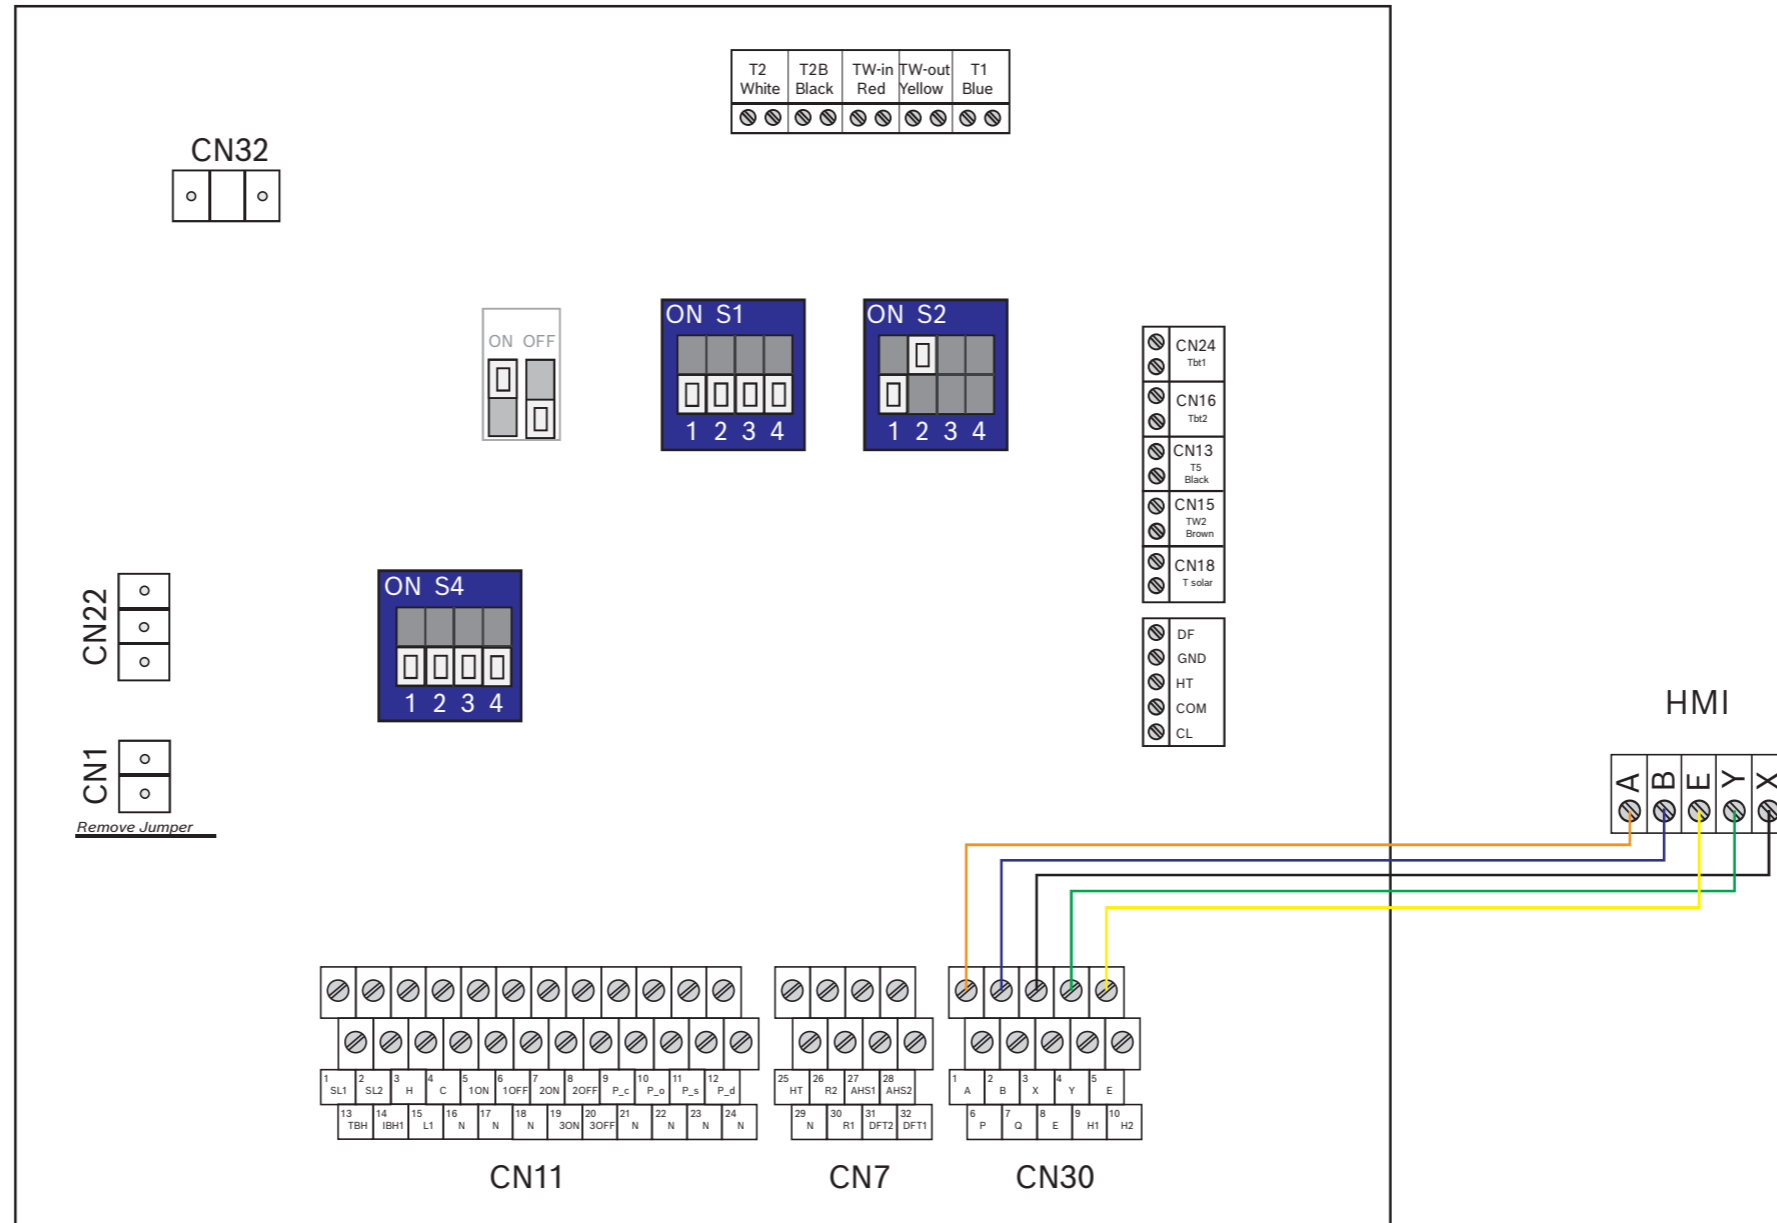 T2 T2B TW-in TW-out T1
White Black Red Yellow Blue
CN32
ON OFF
ON S1
1 2 3 4
ON S2
1 2 3 4
CN24
Tbt1
CN16
Tbt2
CN13
T5
Black
CN15
TW2
Brown
CN18
T solar
DF
GND
HT
COM
CL
CN22
ON S4
1 2 3 4
CN1
Remove Jumper
HMI
A B E Y X
1 2 3 4 5 6 7 8 9 10 11 12
SL1 SL2 H C 1ON 1OFF 2ON 2OFF P_c P_o P_s P_d
13 14 15 16 17 18 19 20 21 22 23 24
TBH IBH1 L1 N N N 3ON 3OFF N N N N
CN11
25 26 27 28
HT R2 AHS1 AHS2
29 30 31 32
N R1 DFT2 DFT1
CN7
1 2 3 4 5
A B X Y E
6 7 8 9 10
P Q E H1 H2
CN30